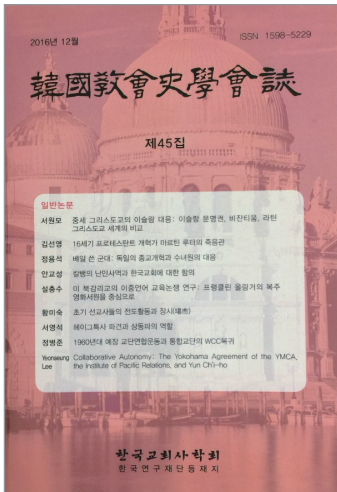 2016년 12월
ISSN 1598-5229
韓國敎會史學會誌
제45집
일반논문
서원모 중세 그리스도교의 이슬람 대응: 이슬람 문명권, 비잔티움, 라틴
그리스도교 세계의 비교
김선영 16세기 프로테스탄트 개혁가 마르틴 루터의 죽음관
정용석 베일 쓴 군대: 독일의 종교개혁과 수녀원의 대응
안교성 칼뱅의 난민사역과 한국교회에 대한 함의
설충수 미 북감리교의 이중언어 교육논쟁 연구: 프랭클린 올링거의 복주
영화서원을 중심으로
황미숙 초기 선교사들의 전도활동과 장시(場市)
서영석 헤이그특사 파견과 상동파의 역할
정병준 1960년대 예장 교단연합운동과 통합교단의 WCC복귀
Yeonseung Lee Collaborative Autonomy: The Yokohama Agreement of the YMCA,
the Institute of Pacific Relations, and Yun Ch'i-ho
한국교회사학회
한국연구재단등재지